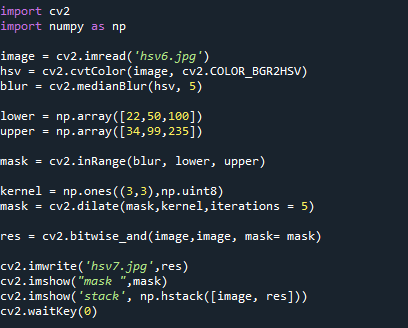 import cv2
import numpy as np
image = cv2.imread('hsv6.jpg')
hsv = cv2.cvtColor(image, cv2.COLOR_BGR2HSV)
blur = cv2.medianBlur(hsv, 5)
lower = np.array([22,50,100])
upper = np.array([34,99,235])
mask = cv2.inRange(blur, lower, upper)
kernel = np.ones((3,3),np.uint8)
mask = cv2.dilate(mask,kernel,iterations = 5)
res = cv2.bitwise_and(image,image, mask= mask)
cv2.imwrite('hsv7.jpg',res)
cv2.imshow("mask ",mask)
cv2.imshow('stack', np.hstack([image, res]))
cv2.waitKey(0)